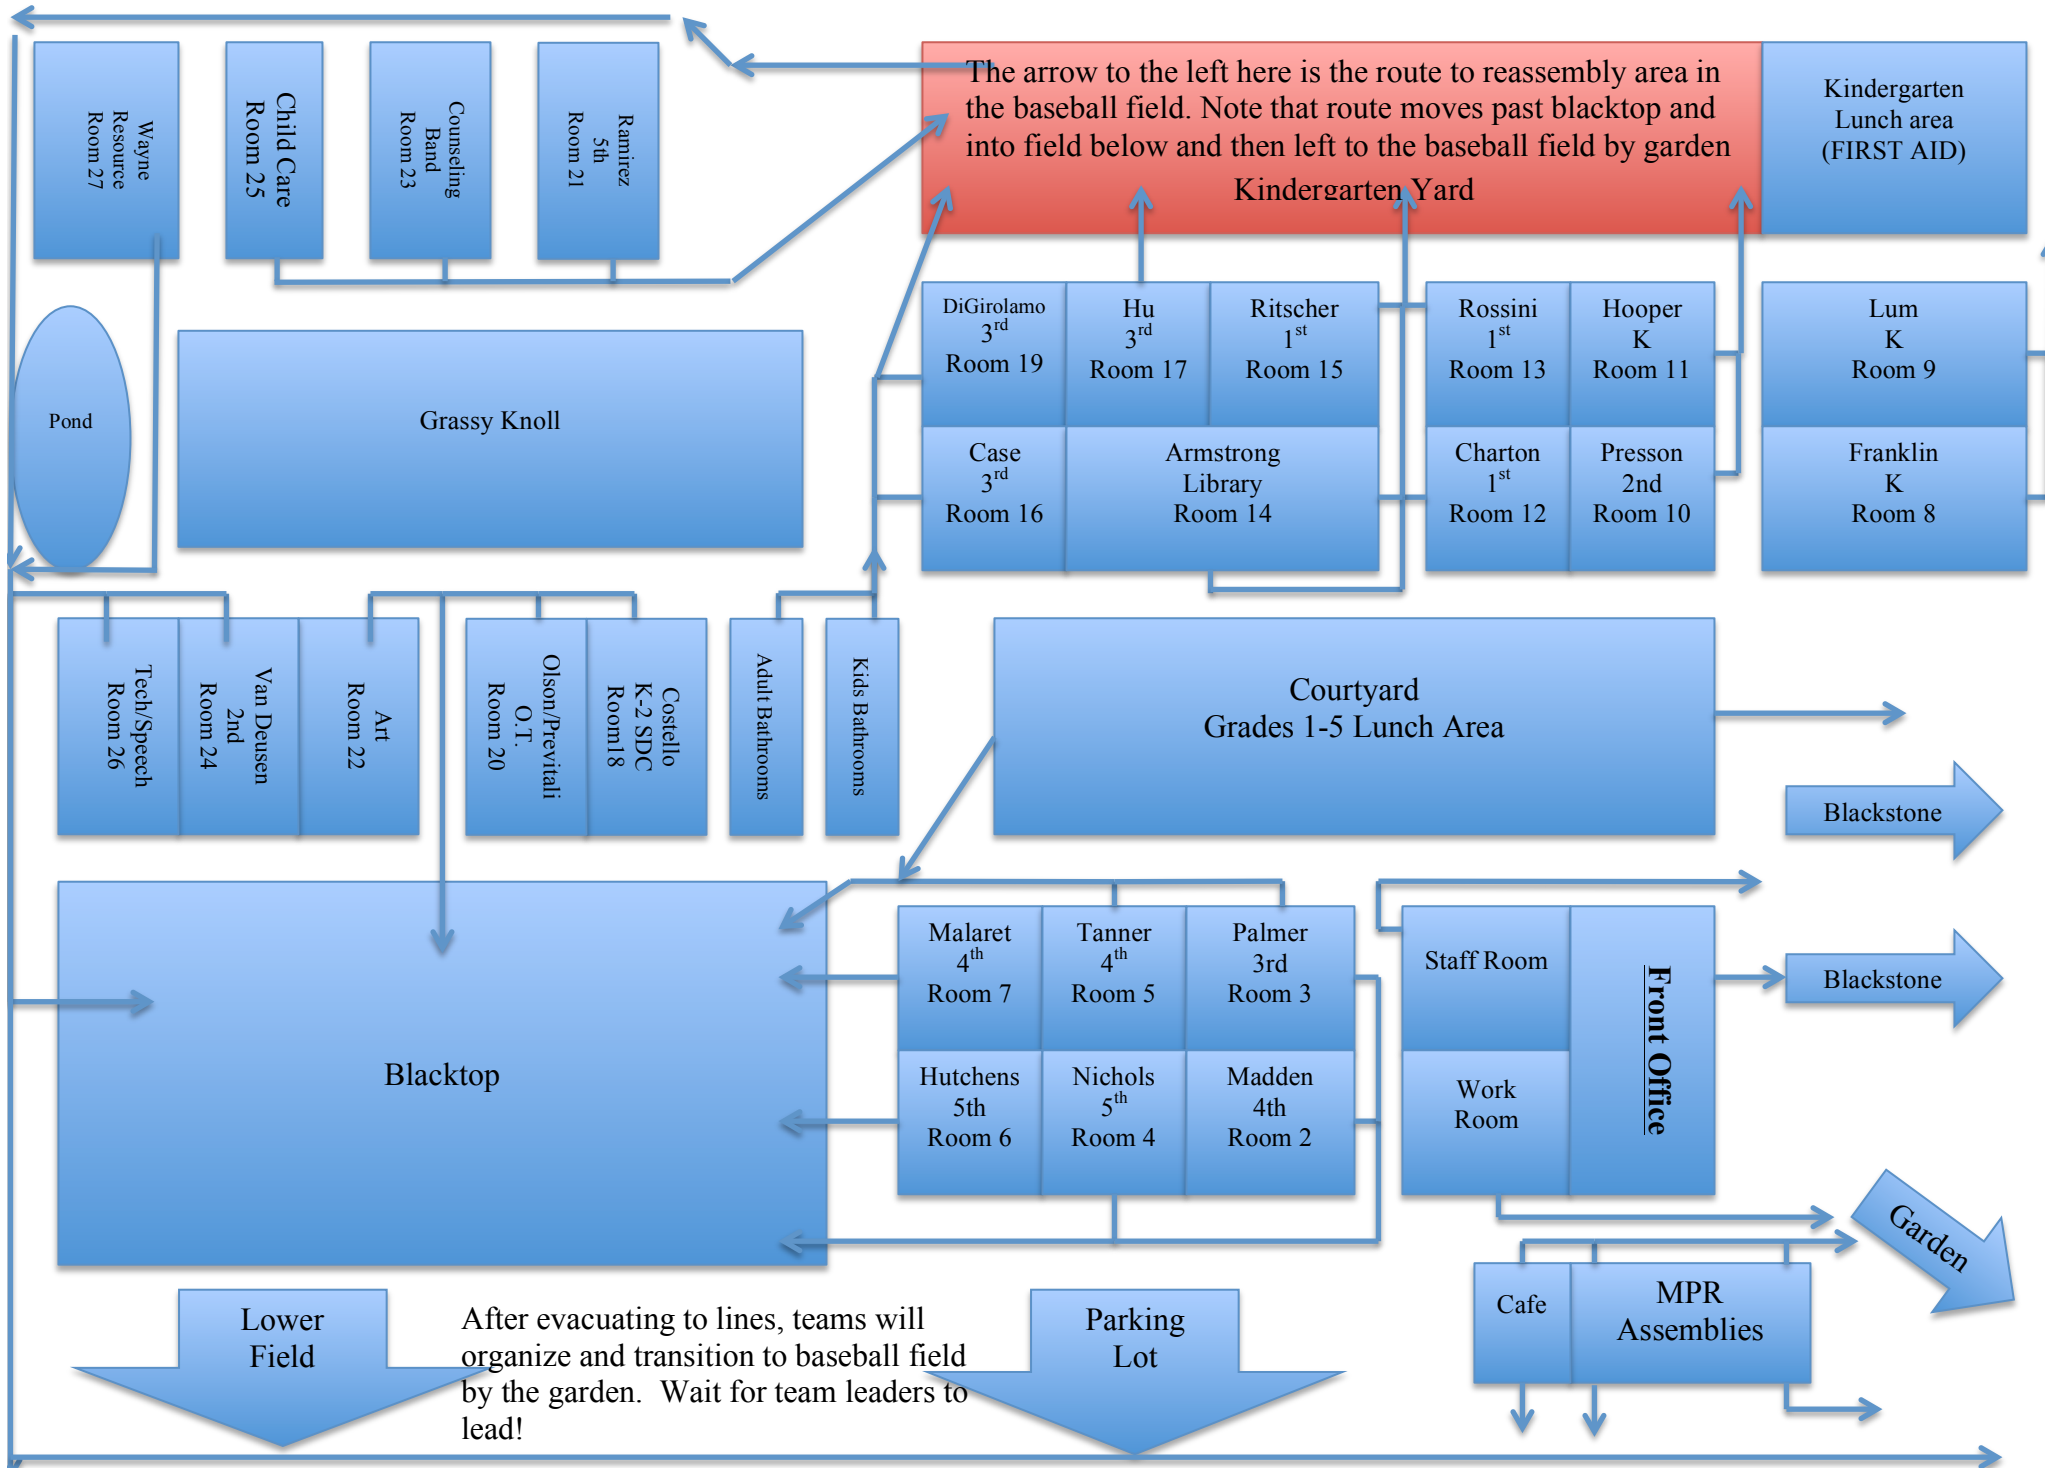 The arrow to the left here is the route to reassembly area in
the baseball field. Note that route moves past blacktop and
into field below and then left to the baseball field by garden
Kindergarten Yard
Kindergarten
Lunch area
(FIRST AID)
Wayne
Resource
Room 27
Child Care
Room 25
Counseling
Band
Room 23
Ramirez
5th
Room 21
DiGirolamo
3rd
Room 19
Hu
3rd
Room 17
Ritscher
1st
Room 15
Rossini
1st
Room 13
Hooper
K
Room 11
Lum
K
Room 9
Pond
Grassy Knoll
Case
3rd
Room 16
Armstrong
Library
Room 14
Charton
1st
Room 12
Presson
2nd
Room 10
Franklin
K
Room 8
Tech/Speech
Room 26
Van Deusen
2nd
Room 24
Art
Room 22
Olson/Previtali
O.T.
Room 20
Costello
K-2 SDC
Room18
Adult Bathrooms
Kids Bathrooms
Courtyard
Grades 1-5 Lunch Area
Blackstone
Blacktop
Malaret
4th
Room 7
Tanner
4th
Room 5
Palmer
3rd
Room 3
Staff Room
Front Office
Blackstone
Hutchens
5th
Room 6
Nichols
5th
Room 4
Madden
4th
Room 2
Work
Room
Garden
Lower
Field
After evacuating to lines, teams will
organize and transition to baseball field
by the garden.  Wait for team leaders to
lead!
Parking
Lot
Cafe
MPR
Assemblies